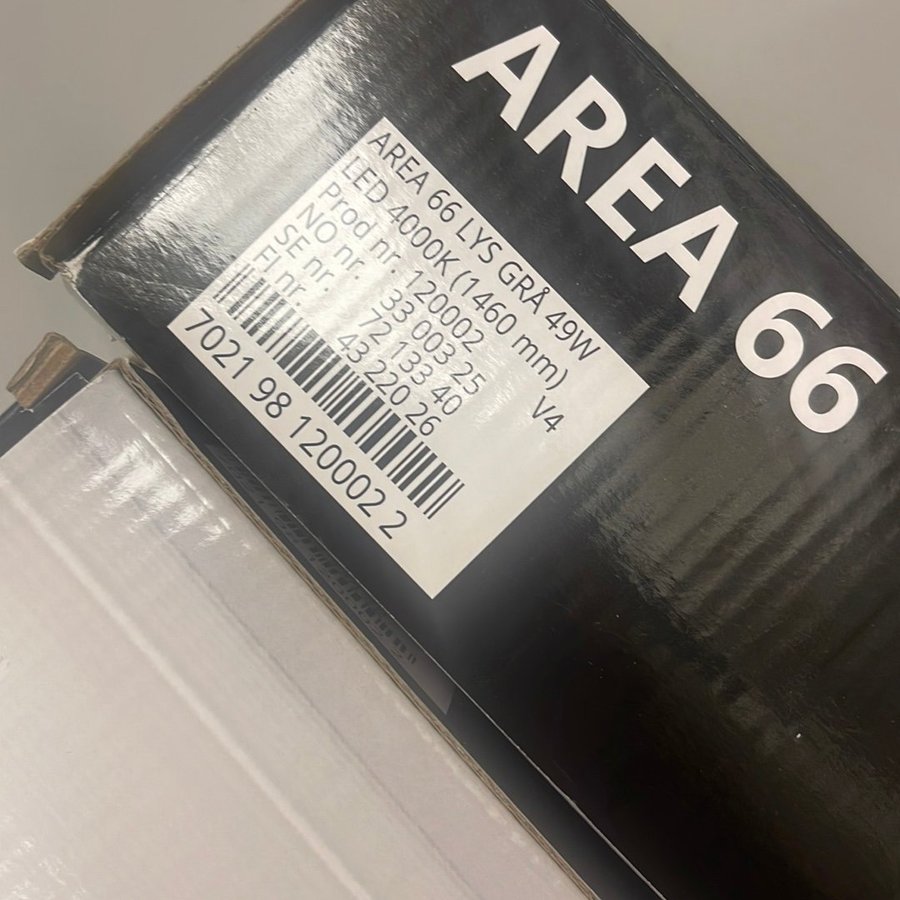 AREA 66
AREA 66 LYS GRÅ 49W
LED 4000K (1460 mm)
Prod nr. 120002 V4
NO nr. 33 003 25
SE nr. 72 133 40
FI nr. 43 220 26
7021 98 120002 2